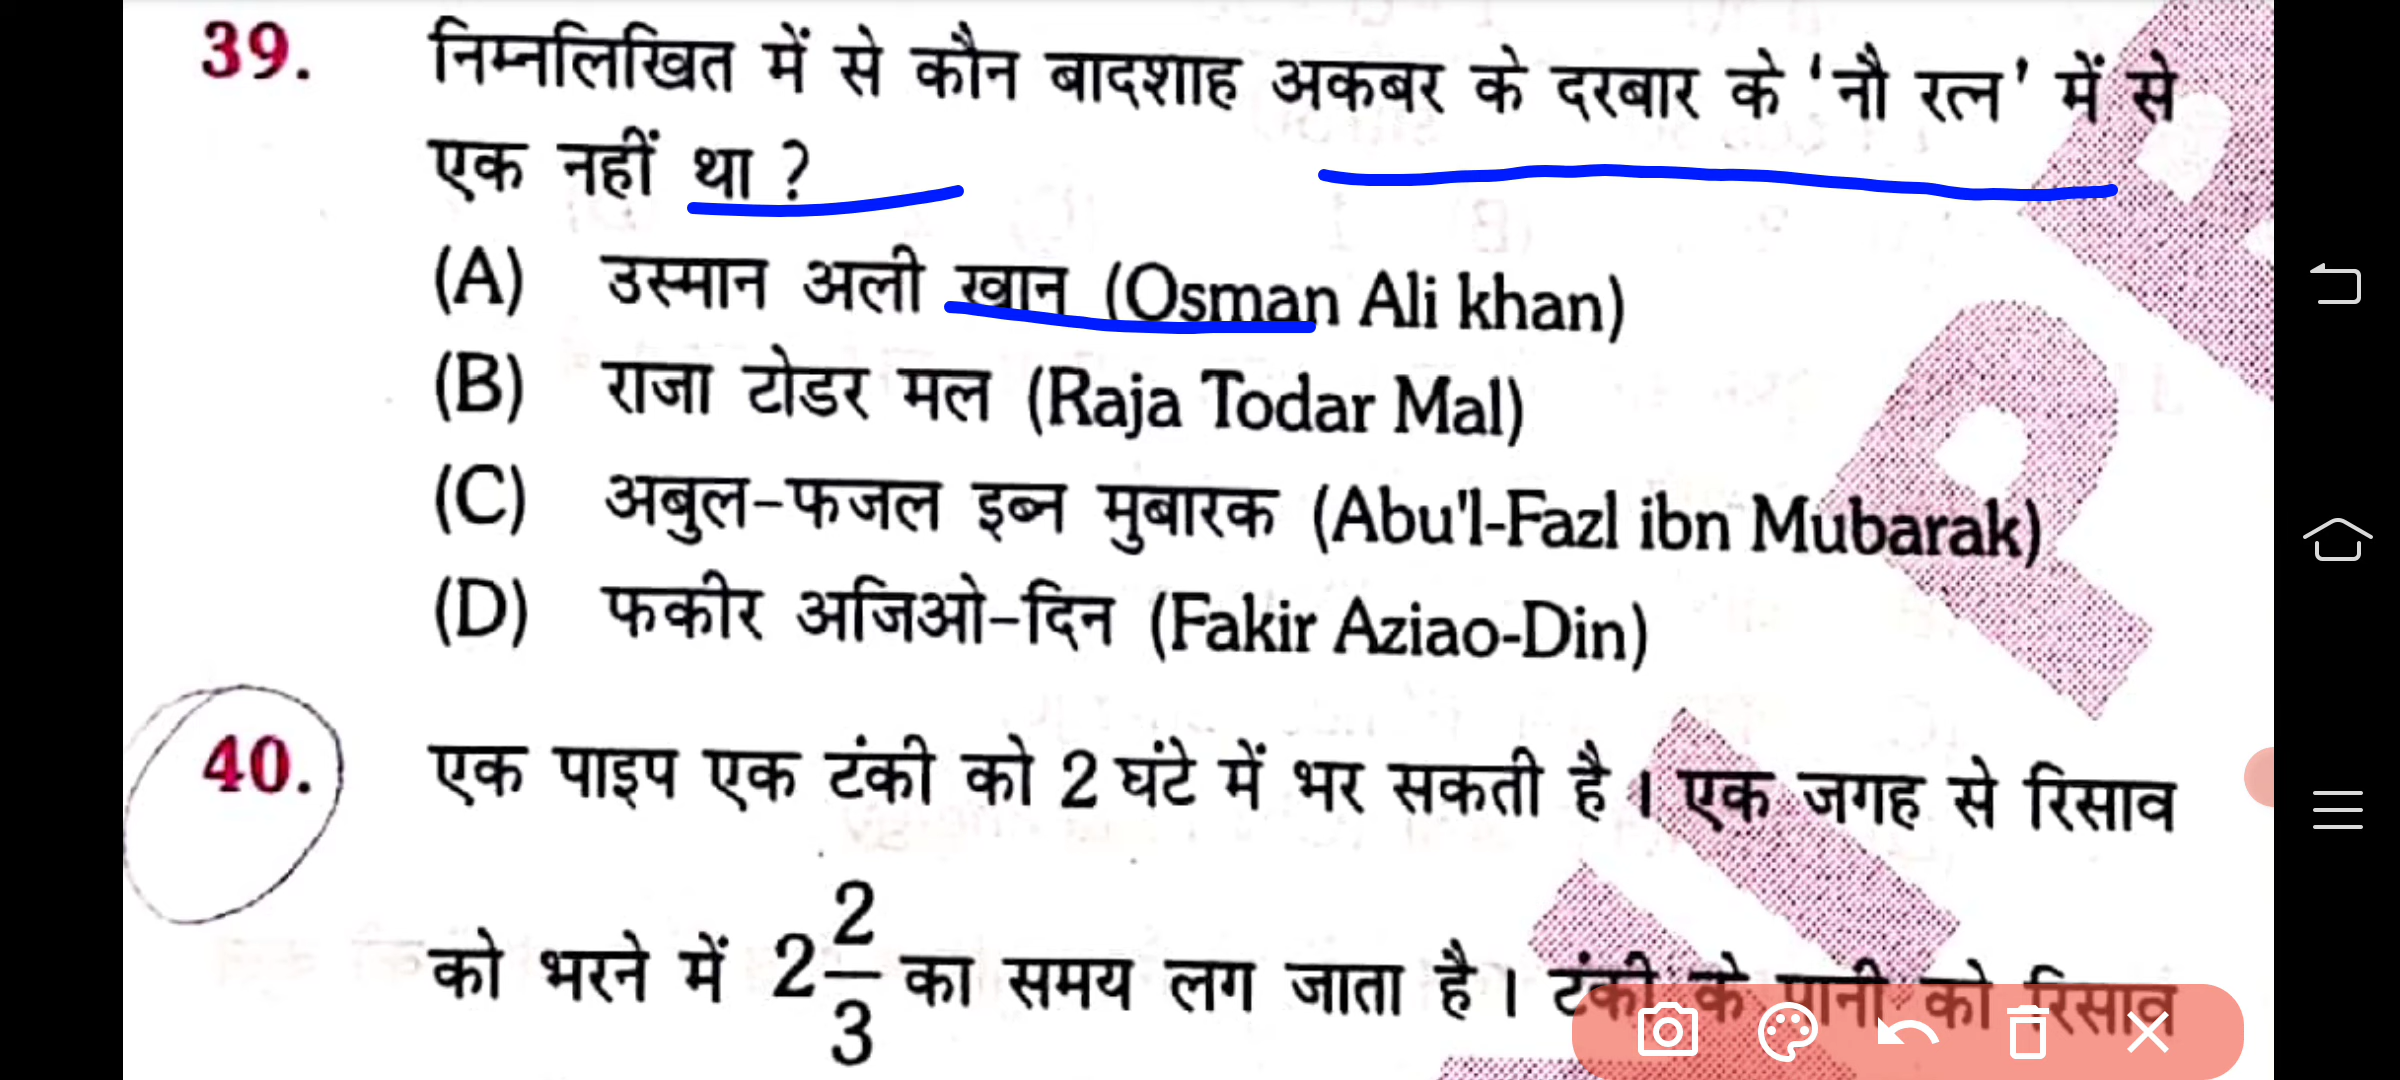 39. निम्नलिखित में से कौन बादशाह अकबर के दरबार के 'नौ रत्न' में से
एक नहीं था ?
(A) उस्मान अली खान (Osman Ali khan)
(B) राजा टोडर मल (Raja Todar Mal)
(C) अबुल-फजल इब्न मुबारक (Abu'l-Fazl ibn Mubarak)
(D) फकीर अजिओ-दिन (Fakir Aziao-Din)
40. एक पाइप एक टंकी को 2 घंटे में भर सकती है। एक जगह से रिसाव
को भरने में 2 2/3 का समय लग जाता है। टंकी के पानी को रिसाव